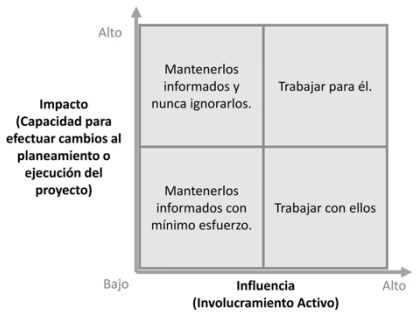 Alto
Mantenerlos
informados y
nunca ignorarlos.
Trabajar para él.
Impacto
(Capacidad para
efectuar cambios al
planeamiento o
ejecución del
proyecto)
Mantenerlos
informados con
mínimo esfuerzo.
Trabajar con ellos
Bajo
Influencia
(Involucramiento Activo)
Alto